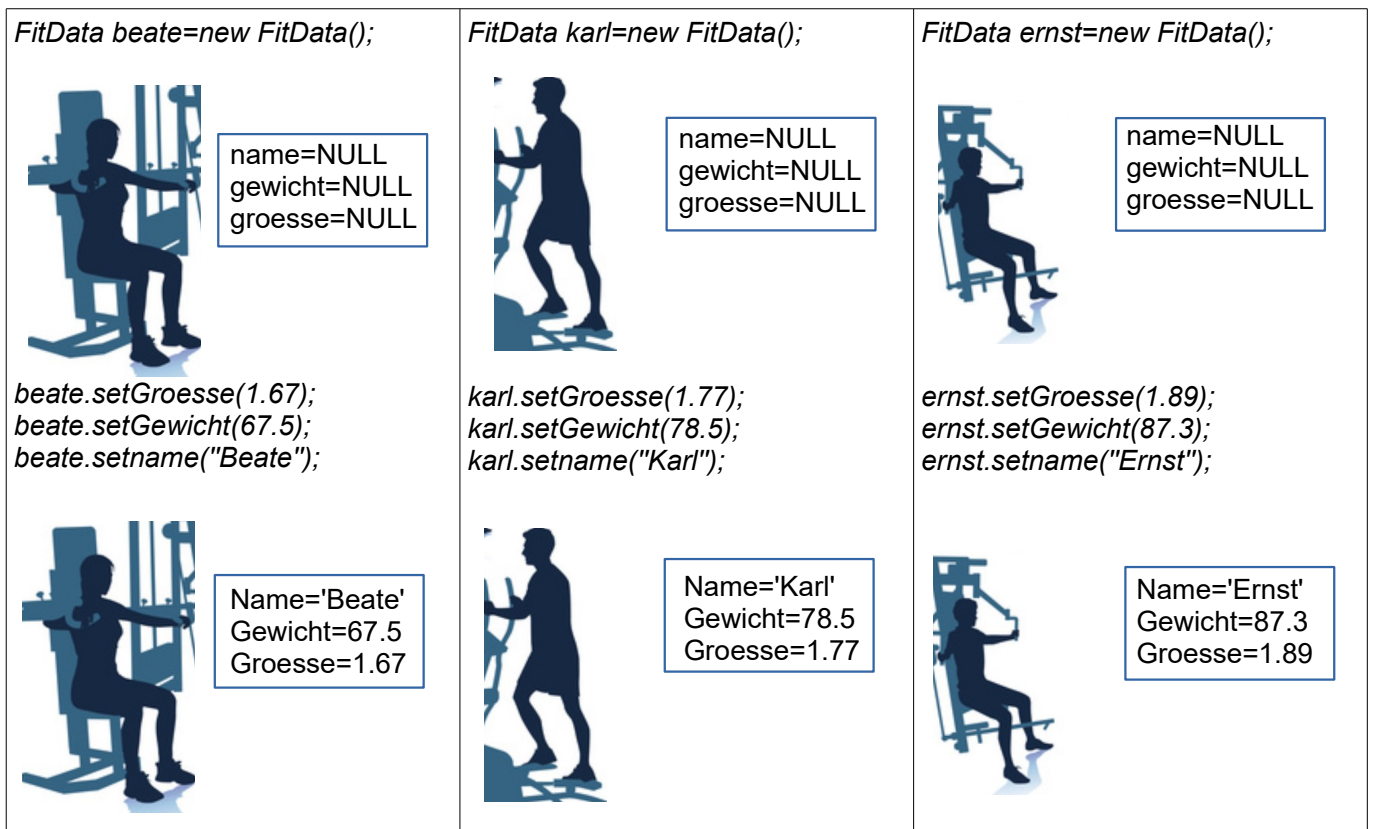 FitData beate=new FitData();
name=NULL
gewicht=NULL
groesse=NULL
beate.setGroesse(1.67);
beate.setGewicht(67.5);
beate.setname("Beate");
Name='Beate'
Gewicht=67.5
Groesse=1.67
FitData karl=new FitData();
name=NULL
gewicht=NULL
groesse=NULL
karl.setGroesse(1.77);
karl.setGewicht(78.5);
karl.setname("Karl");
Name='Karl'
Gewicht=78.5
Groesse=1.77
FitData ernst=new FitData();
name=NULL
gewicht=NULL
groesse=NULL
ernst.setGroesse(1.89);
ernst.setGewicht(87.3);
ernst.setname("Ernst");
Name='Ernst'
Gewicht=87.3
Groesse=1.89